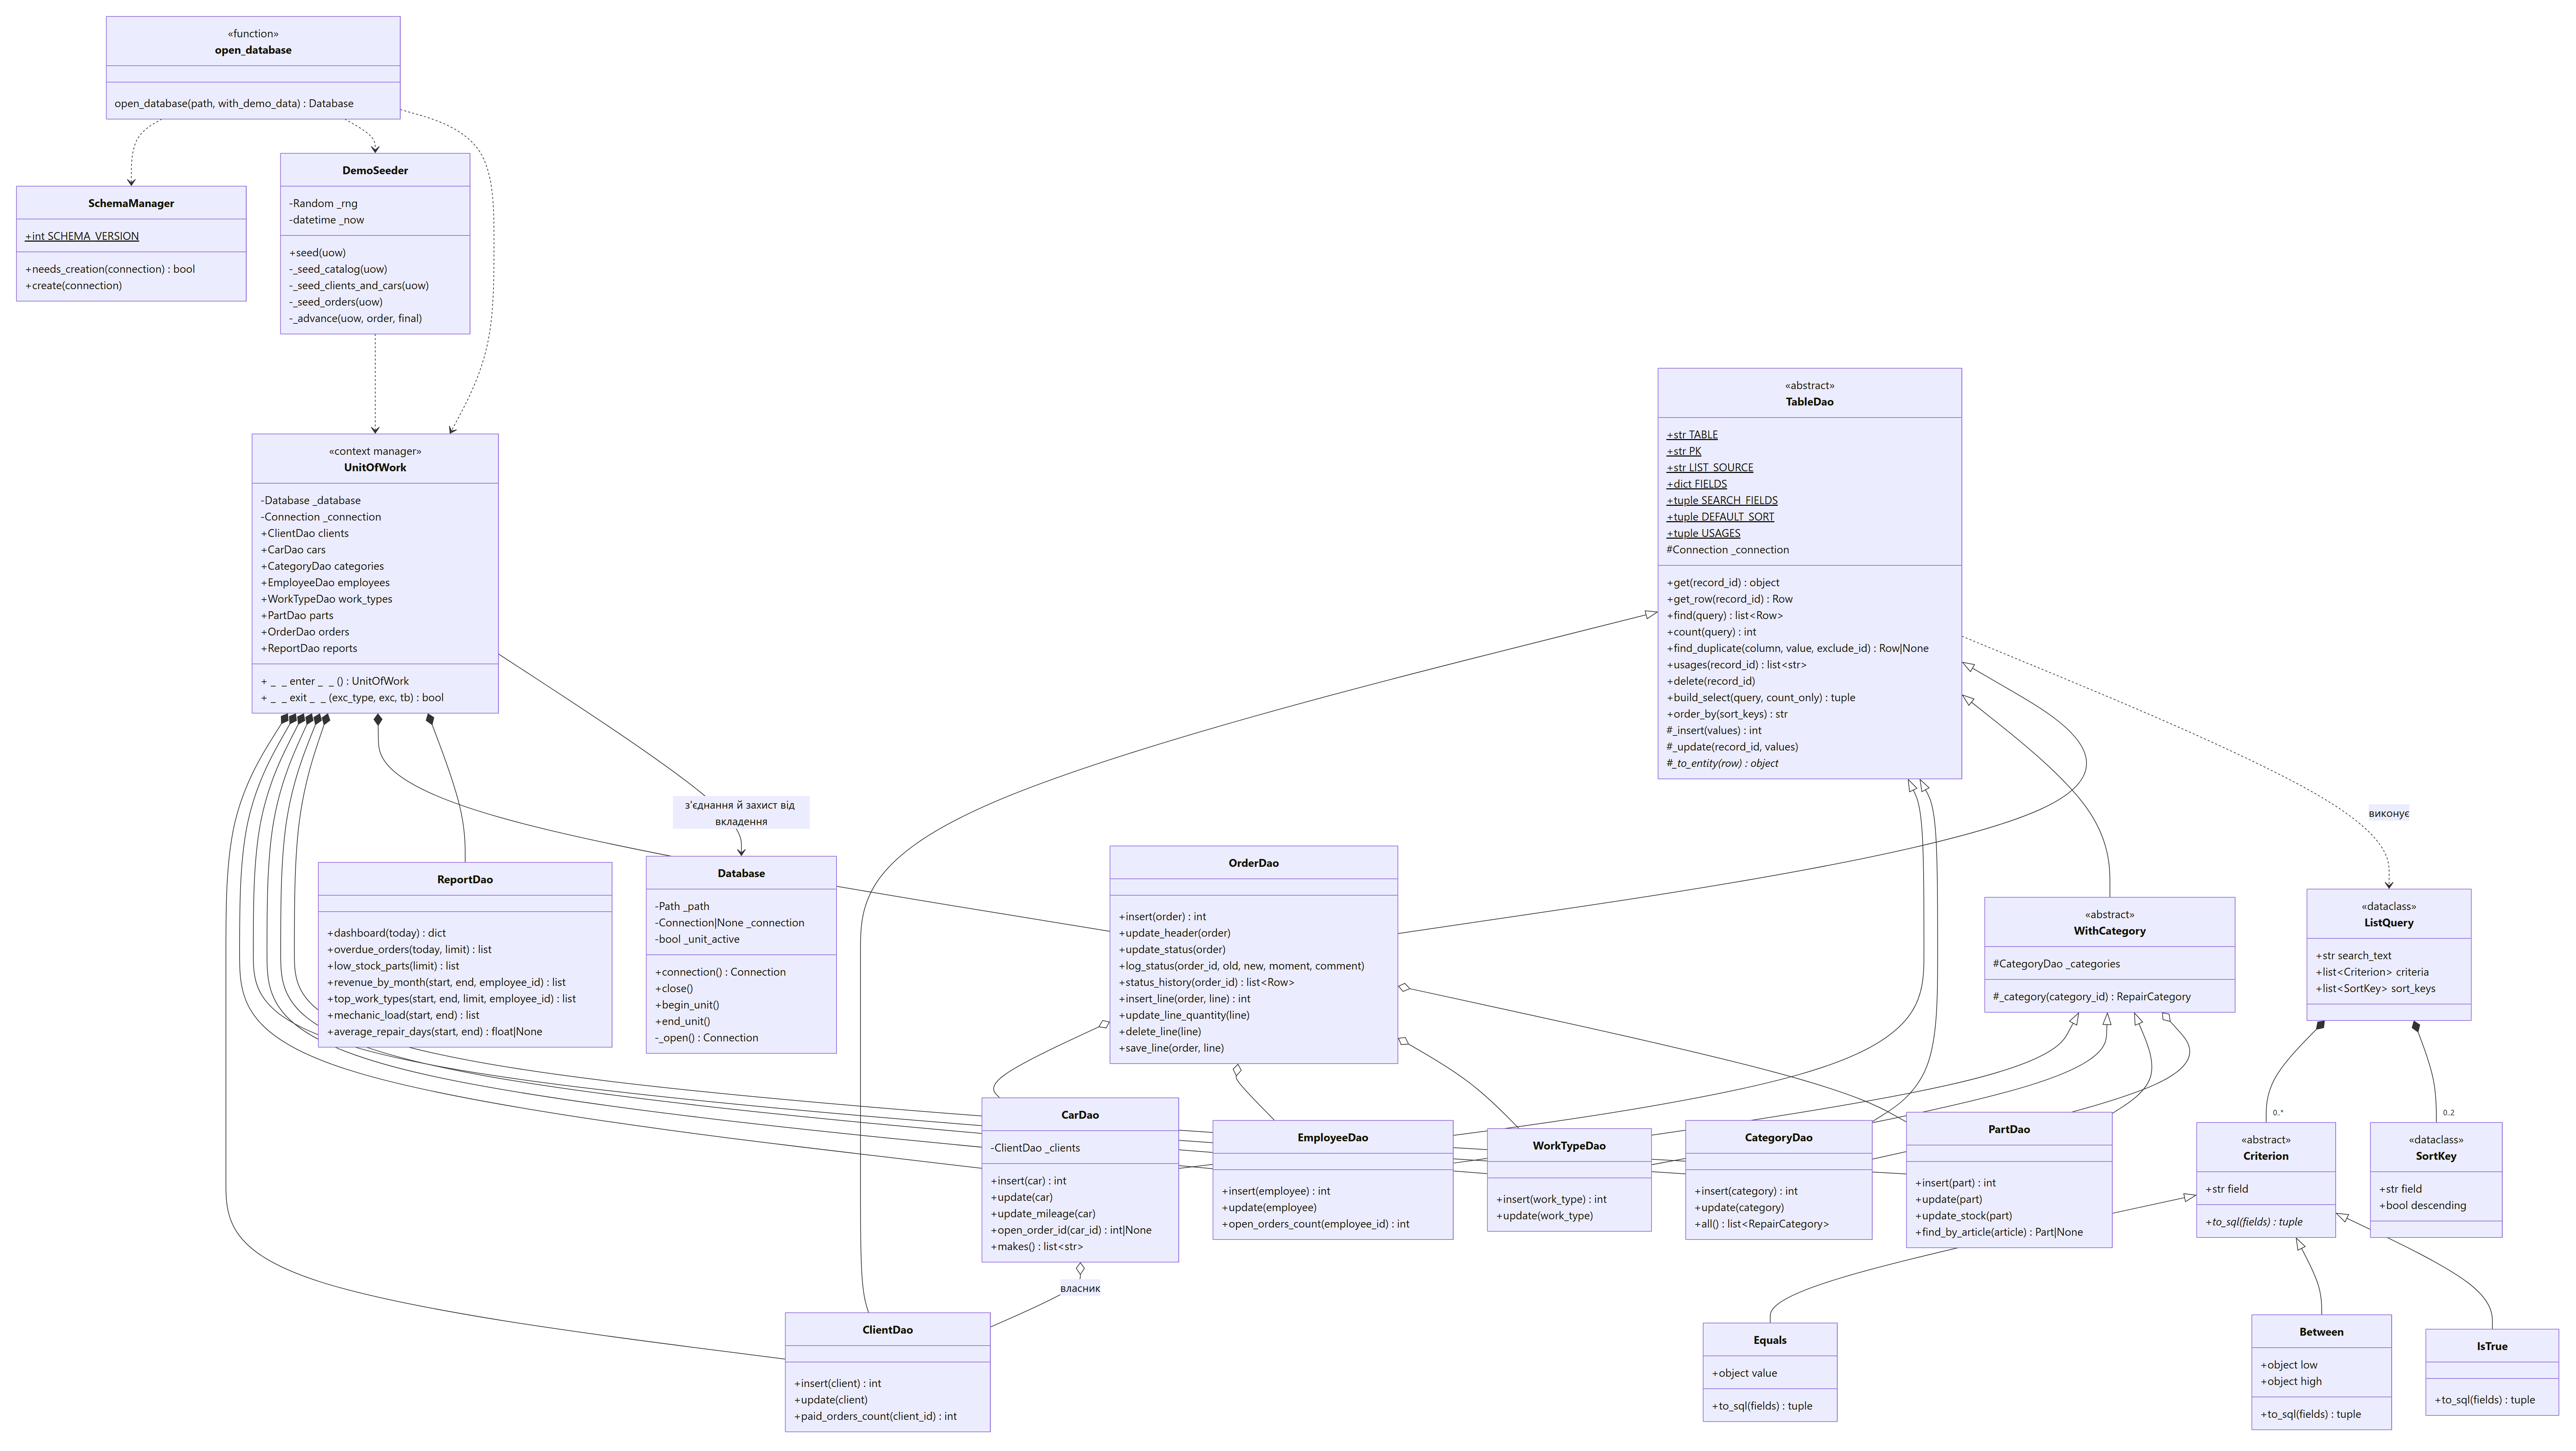 «function»
open_database
open_database(path, with_demo_data) : Database
SchemaManager
+int SCHEMA_VERSION
+needs_creation(connection) : bool
+create(connection)
DemoSeeder
-Random _rng
-datetime _now
+seed(uow)
-_seed_catalog(uow)
-_seed_clients_and_cars(uow)
-_seed_orders(uow)
-_advance(uow, order, final)
«context manager»
UnitOfWork
-Database _database
-Connection _connection
+ClientDao clients
+CarDao cars
+CategoryDao categories
+EmployeeDao employees
+WorkTypeDao work_types
+PartDao parts
+OrderDao orders
+ReportDao reports
+ _ _ enter _ _ () : UnitOfWork
+ _ _ exit _ _ (exc_type, exc, tb) : bool
«abstract»
TableDao
+str TABLE
+str PK
+str LIST_SOURCE
+dict FIELDS
+tuple SEARCH_FIELDS
+tuple DEFAULT_SORT
+tuple USAGES
#Connection _connection
+get(record_id) : object
+get_row(record_id) : Row
+find(query) : list<Row>
+count(query) : int
+find_duplicate(column, value, exclude_id) : Row|None
+usages(record_id) : list<str>
+delete(record_id)
+build_select(query, count_only) : tuple
+order_by(sort_keys) : str
#_insert(values) : int
#_update(record_id, values)
#_to_entity(row) : object
з'єднання й захист від
вкладення
виконує
ReportDao
+dashboard(today) : dict
+overdue_orders(today, limit) : list
+low_stock_parts(limit) : list
+revenue_by_month(start, end, employee_id) : list
+top_work_types(start, end, limit, employee_id) : list
+mechanic_load(start, end) : list
+average_repair_days(start, end) : float|None
Database
-Path _path
-Connection|None _connection
-bool _unit_active
+connection() : Connection
+close()
+begin_unit()
+end_unit()
-_open() : Connection
OrderDao
+insert(order) : int
+update_header(order)
+update_status(order)
+log_status(order_id, old, new, moment, comment)
+status_history(order_id) : list<Row>
+insert_line(order, line) : int
+update_line_quantity(line)
+delete_line(line)
+save_line(order, line)
«abstract»
WithCategory
#CategoryDao _categories
#_category(category_id) : RepairCategory
«dataclass»
ListQuery
+str search_text
+list<Criterion> criteria
+list<SortKey> sort_keys
0..*
0..2
CarDao
-ClientDao _clients
+insert(car) : int
+update(car)
+update_mileage(car)
+open_order_id(car_id) : int|None
+makes() : list<str>
EmployeeDao
+insert(employee) : int
+update(employee)
+open_orders_count(employee_id) : int
WorkTypeDao
+insert(work_type) : int
+update(work_type)
CategoryDao
+insert(category) : int
+update(category)
+all() : list<RepairCategory>
PartDao
+insert(part) : int
+update(part)
+update_stock(part)
+find_by_article(article) : Part|None
«abstract»
Criterion
+str field
+to_sql(fields) : tuple
«dataclass»
SortKey
+str field
+bool descending
власник
ClientDao
+insert(client) : int
+update(client)
+paid_orders_count(client_id) : int
Equals
+object value
+to_sql(fields) : tuple
Between
+object low
+object high
+to_sql(fields) : tuple
IsTrue
+to_sql(fields) : tuple